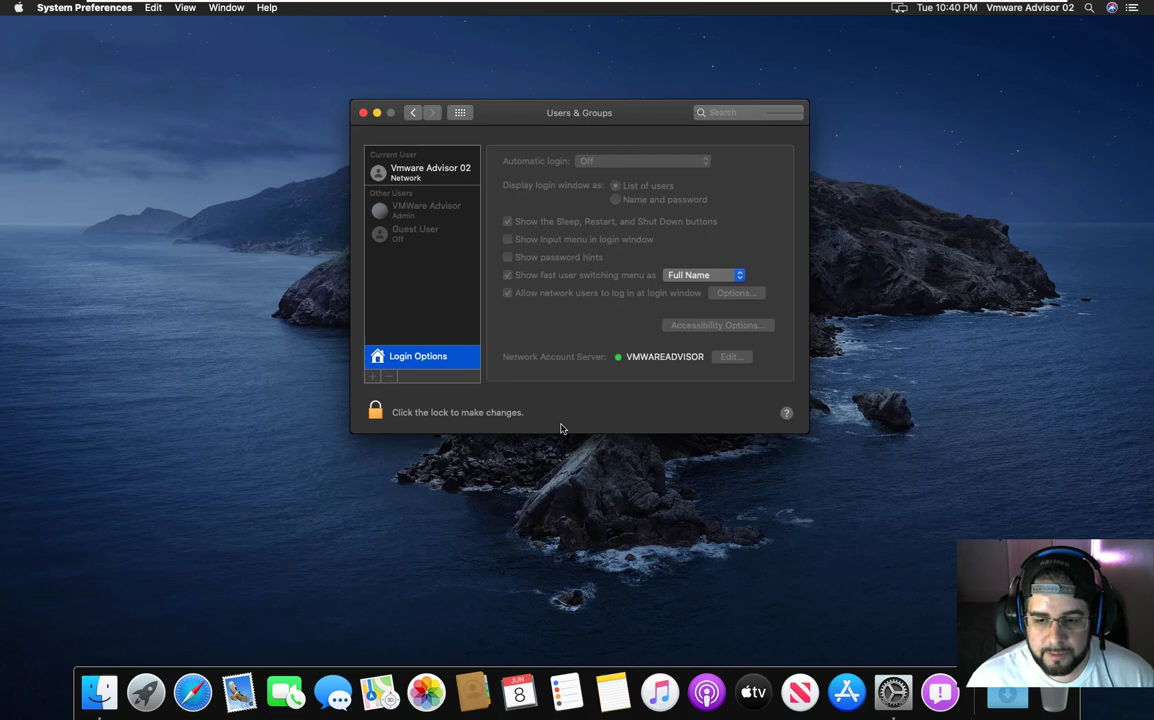 System Preferences Edit View Window Help
Tue 10:40 PM Vmware Advisor 02
Users & Groups
Search
Current User
Vmware Advisor 02
Network
Other Users
VMWare Advisor
Admin
Guest User
Off
Login Options
Automatic login: Off
Display login window as: List of users
Name and password
Show the Sleep, Restart, and Shut Down buttons
Show Input menu in login window
Show password hints
Show fast user switching menu as Full Name
Allow network users to log in at login window Options...
Accessibility Options...
Network Account Server: VMWAREADVISOR Edit...
Click the lock to make changes.
?
JUN
8
tv